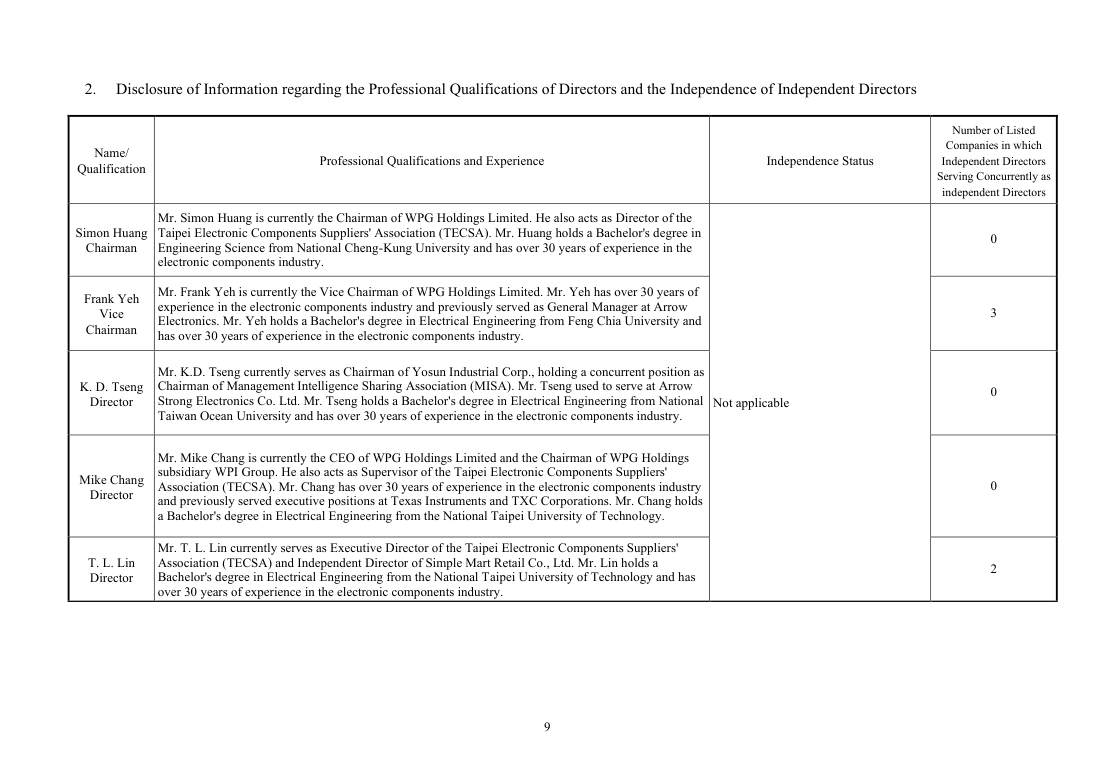 2. Disclosure of Information regarding the Professional Qualifications of Directors and the Independence of Independent Directors
Name/
Qualification
Professional Qualifications and Experience
Independence Status
Number of Listed
Companies in which
Independent Directors
Serving Concurrently as
independent Directors
Simon Huang
Chairman
Mr. Simon Huang is currently the Chairman of WPG Holdings Limited. He also acts as Director of the
Taipei Electronic Components Suppliers' Association (TECSA). Mr. Huang holds a Bachelor's degree in
Engineering Science from National Cheng-Kung University and has over 30 years of experience in the
electronic components industry.
Not applicable
0
Frank Yeh
Vice
Chairman
Mr. Frank Yeh is currently the Vice Chairman of WPG Holdings Limited. Mr. Yeh has over 30 years of
experience in the electronic components industry and previously served as General Manager at Arrow
Electronics. Mr. Yeh holds a Bachelor's degree in Electrical Engineering from Feng Chia University and
has over 30 years of experience in the electronic components industry.
3
K. D. Tseng
Director
Mr. K.D. Tseng currently serves as Chairman of Yosun Industrial Corp., holding a concurrent position as
Chairman of Management Intelligence Sharing Association (MISA). Mr. Tseng used to serve at Arrow
Strong Electronics Co. Ltd. Mr. Tseng holds a Bachelor's degree in Electrical Engineering from National
Taiwan Ocean University and has over 30 years of experience in the electronic components industry.
0
Mike Chang
Director
Mr. Mike Chang is currently the CEO of WPG Holdings Limited and the Chairman of WPG Holdings
subsidiary WPI Group. He also acts as Supervisor of the Taipei Electronic Components Suppliers'
Association (TECSA). Mr. Chang has over 30 years of experience in the electronic components industry
and previously served executive positions at Texas Instruments and TXC Corporations. Mr. Chang holds
a Bachelor's degree in Electrical Engineering from the National Taipei University of Technology.
0
T. L. Lin
Director
Mr. T. L. Lin currently serves as Executive Director of the Taipei Electronic Components Suppliers'
Association (TECSA) and Independent Director of Simple Mart Retail Co., Ltd. Mr. Lin holds a
Bachelor's degree in Electrical Engineering from the National Taipei University of Technology and has
over 30 years of experience in the electronic components industry.
2
9